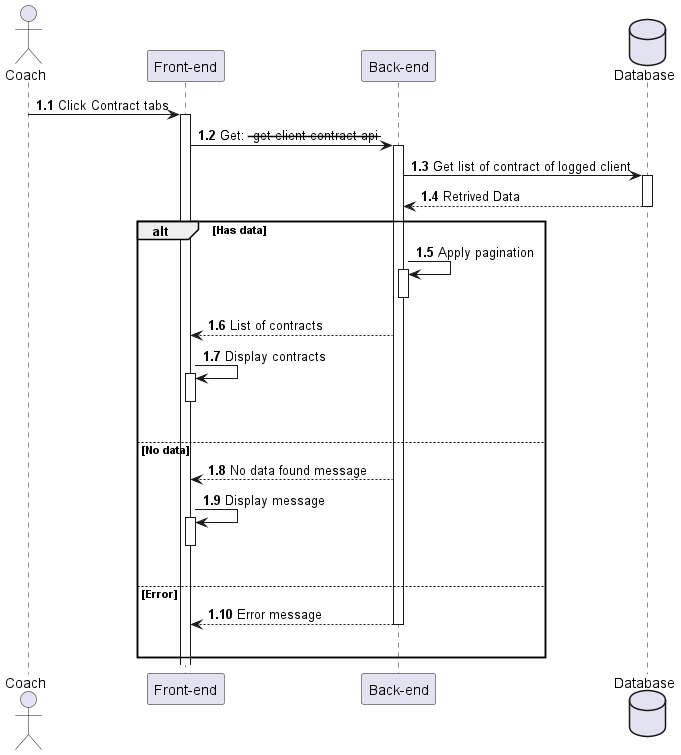 Coach
Front-end
Back-end
Database
1.1 Click Contract tabs
1.2 Get: get client contract api
1.3 Get list of contract of logged client
1.4 Retrived Data
alt [Has data]
1.5 Apply pagination
1.6 List of contracts
1.7 Display contracts
[No data]
1.8 No data found message
1.9 Display message
[Error]
1.10 Error message
Coach
Front-end
Back-end
Database